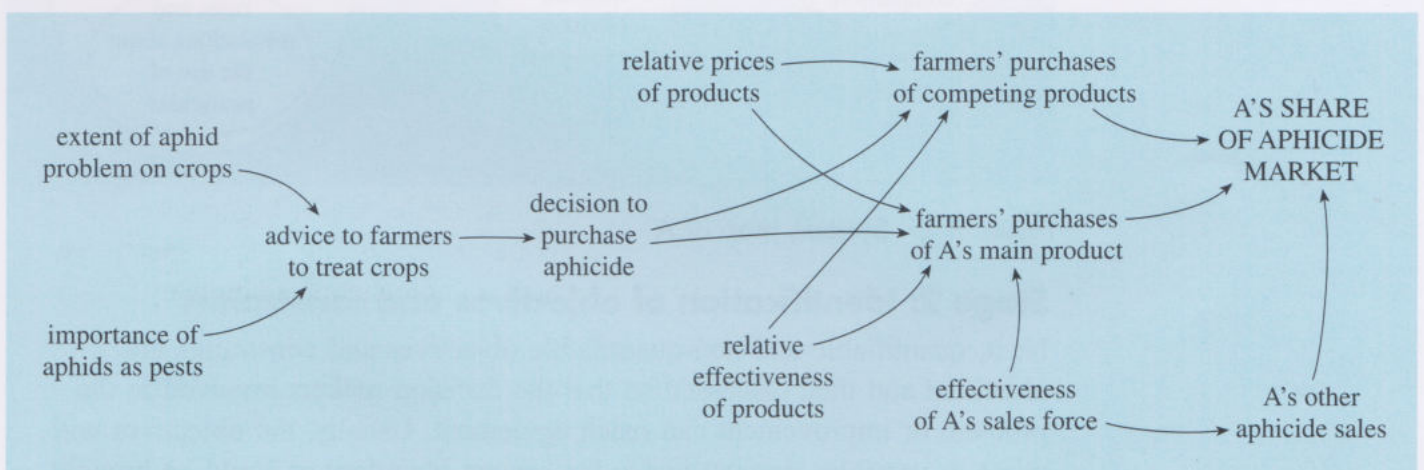 relative prices
of products
farmers' purchases
of competing products
A'S SHARE
OF APHICIDE
MARKET
extent of aphid
problem on crops
decision to
purchase
aphicide
advice to farmers
to treat crops
farmers' purchases
of A's main product
importance of
aphids as pests
relative
effectiveness
of products
effectiveness
of A's sales force
A's other
aphicide sales